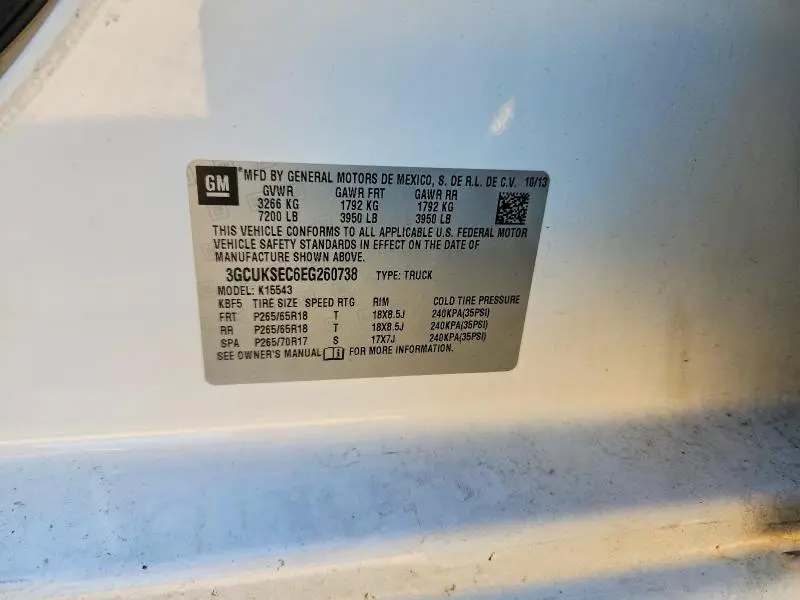 GM
®MFD BY GENERAL MOTORS DE MEXICO, S. DE R.L. DE C.V. 10/13
GVWR GAWR FRT GAWR RR
3266 KG 1792 KG 1792 KG
7200 LB 3950 LB 3950 LB
THIS VEHICLE CONFORMS TO ALL APPLICABLE U.S. FEDERAL MOTOR
VEHICLE SAFETY STANDARDS IN EFFECT ON THE DATE OF
MANUFACTURE SHOWN ABOVE.
3GCUKSEC6EG260738 TYPE: TRUCK
MODEL: K15543
KBF5 TIRE SIZE SPEED RTG RIM COLD TIRE PRESSURE
FRT P265/65R18 T 18X8.5J 240KPA(35PSI)
RR P265/65R18 T 18X8.5J 240KPA(35PSI)
SPA P265/70R17 S 17X7J 240KPA(35PSI)
SEE OWNER'S MANUAL i FOR MORE INFORMATION.